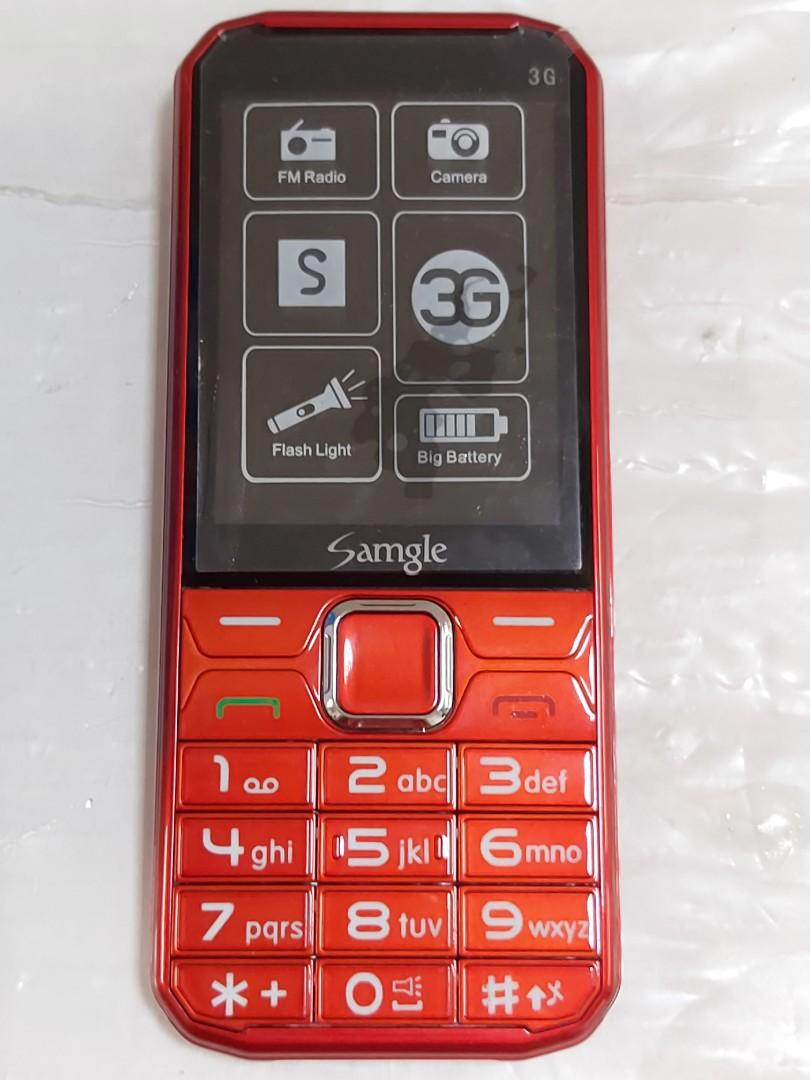 3G
FM Radio
Camera
S
3G
Flash Light
Big Battery
Samgle
1
2 abc
3 def
4 ghi
5 jkl
6 mno
7 pqrs
8 tuv
9 wxyz
* +
0
#